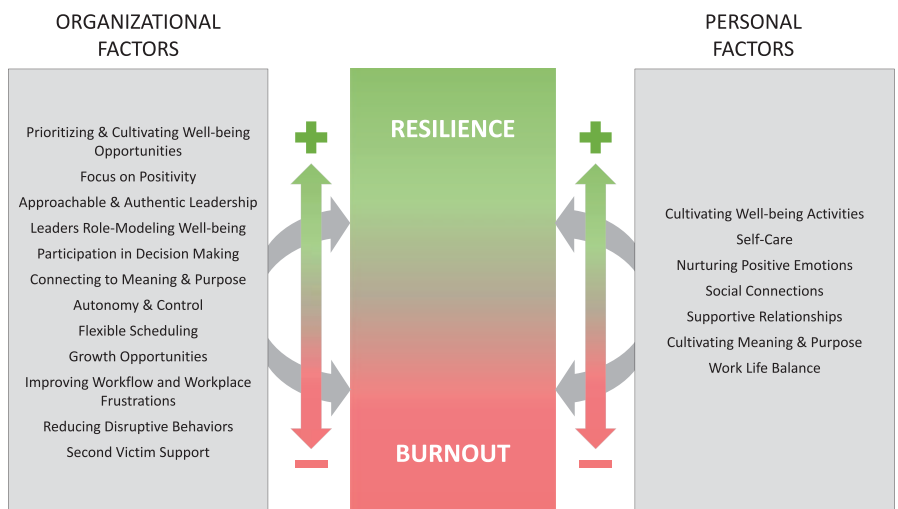 ORGANIZATIONAL
FACTORS
Prioritizing & Cultivating Well-being
Opportunities
Focus on Positivity
Approachable & Authentic Leadership
Leaders Role-Modeling Well-being
Participation in Decision Making
Connecting to Meaning & Purpose
Autonomy & Control
Flexible Scheduling
Growth Opportunities
Improving Workflow and Workplace
Frustrations
Reducing Disruptive Behaviors
Second Victim Support
RESILIENCE
BURNOUT
PERSONAL
FACTORS
Cultivating Well-being Activities
Self-Care
Nurturing Positive Emotions
Social Connections
Supportive Relationships
Cultivating Meaning & Purpose
Work Life Balance